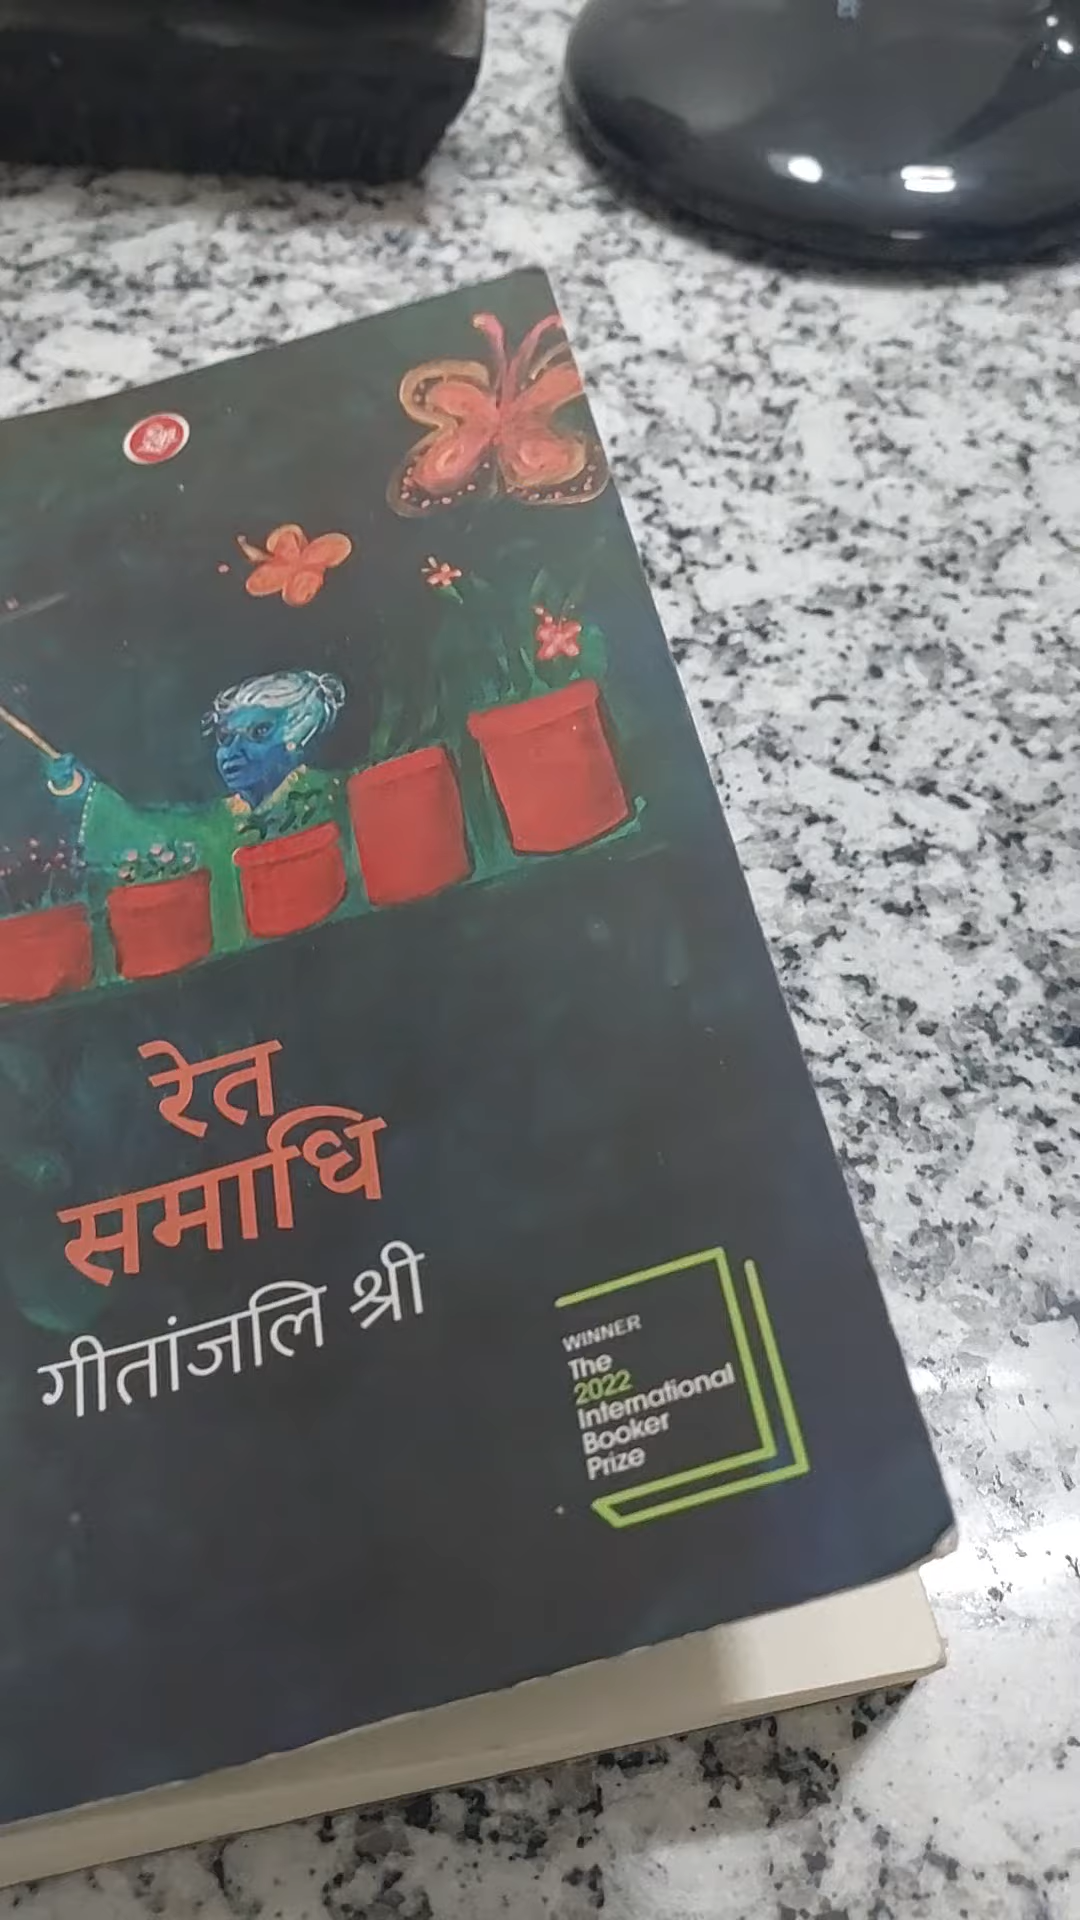 रेत
समाधि
गीतांजलि श्री
WINNER
The
2022
International
Booker
Prize